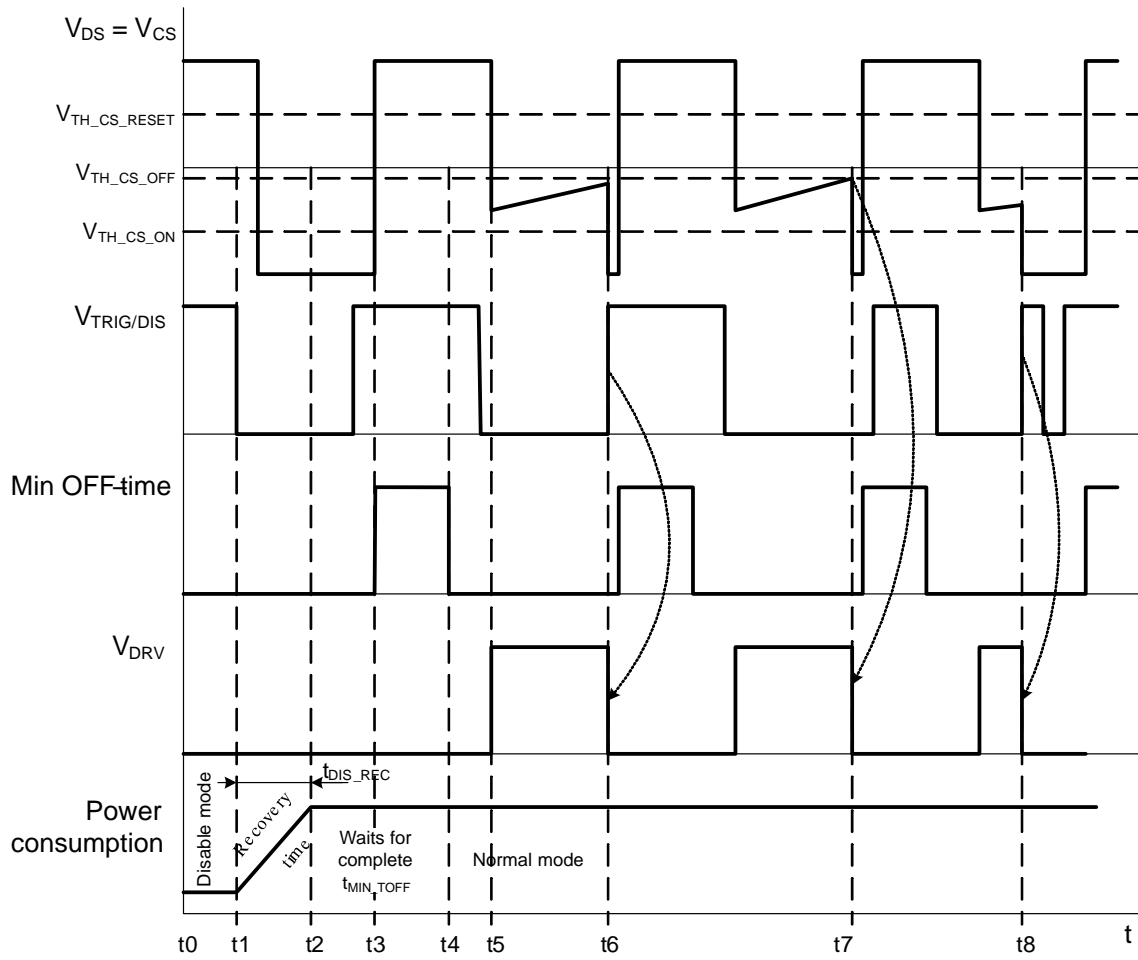 VDS = VCS
VTH_CS_RESET
VTH_CS_OFF
VTH_CS_ON
VTRIG/DIS
Min OFF-time
VDRV
Power
consumption
Disable mode
tDIS_REC
Recovery
time
Waits for
complete
tMIN_TOFF
Normal mode
t0 t1 t2 t3 t4 t5 t6 t7 t8 t